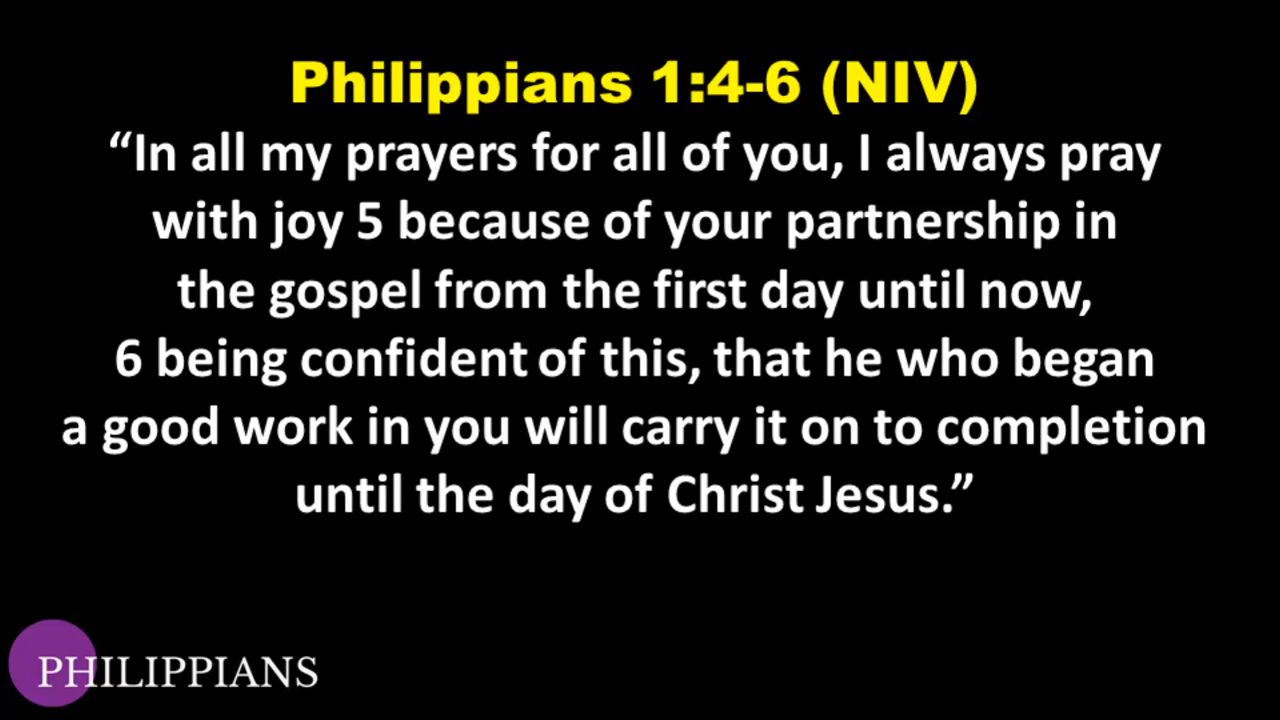 Philippians 1:4-6 (NIV)
“In all my prayers for all of you, I always pray
with joy 5 because of your partnership in
the gospel from the first day until now,
6 being confident of this, that he who began
a good work in you will carry it on to completion
until the day of Christ Jesus.”
PHILIPPIANS